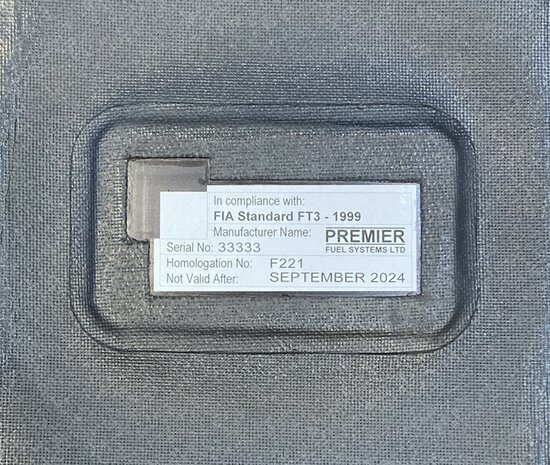 In compliance with:
FIA Standard FT3 - 1999
Manufacturer Name: PREMIER
FUEL SYSTEMS LTD
Serial No: 33333
Homologation No: F221
Not Valid After: SEPTEMBER 2024